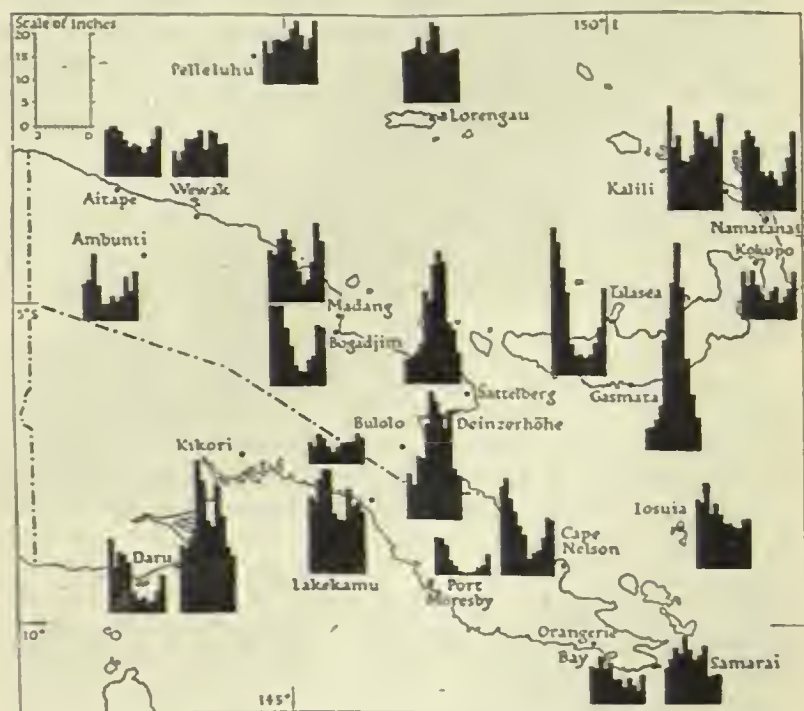 Scale of Inches
20
15
10
5
0
J
D
150°E
Pelleluhu
Lorengau
Kalili
Namatanai
Kokopo
Aitape
Wewak
Ambunti
5°S
Madang
Talasea
Bogadjim
Gasmata
Sattelberg
Bulolo
Deinzerhöhe
Kikori
Iosuia
Cape
Nelson
Daru
Lakekamu
Port
Moresby
10°
Orangerie
Bay
Samarai
145°